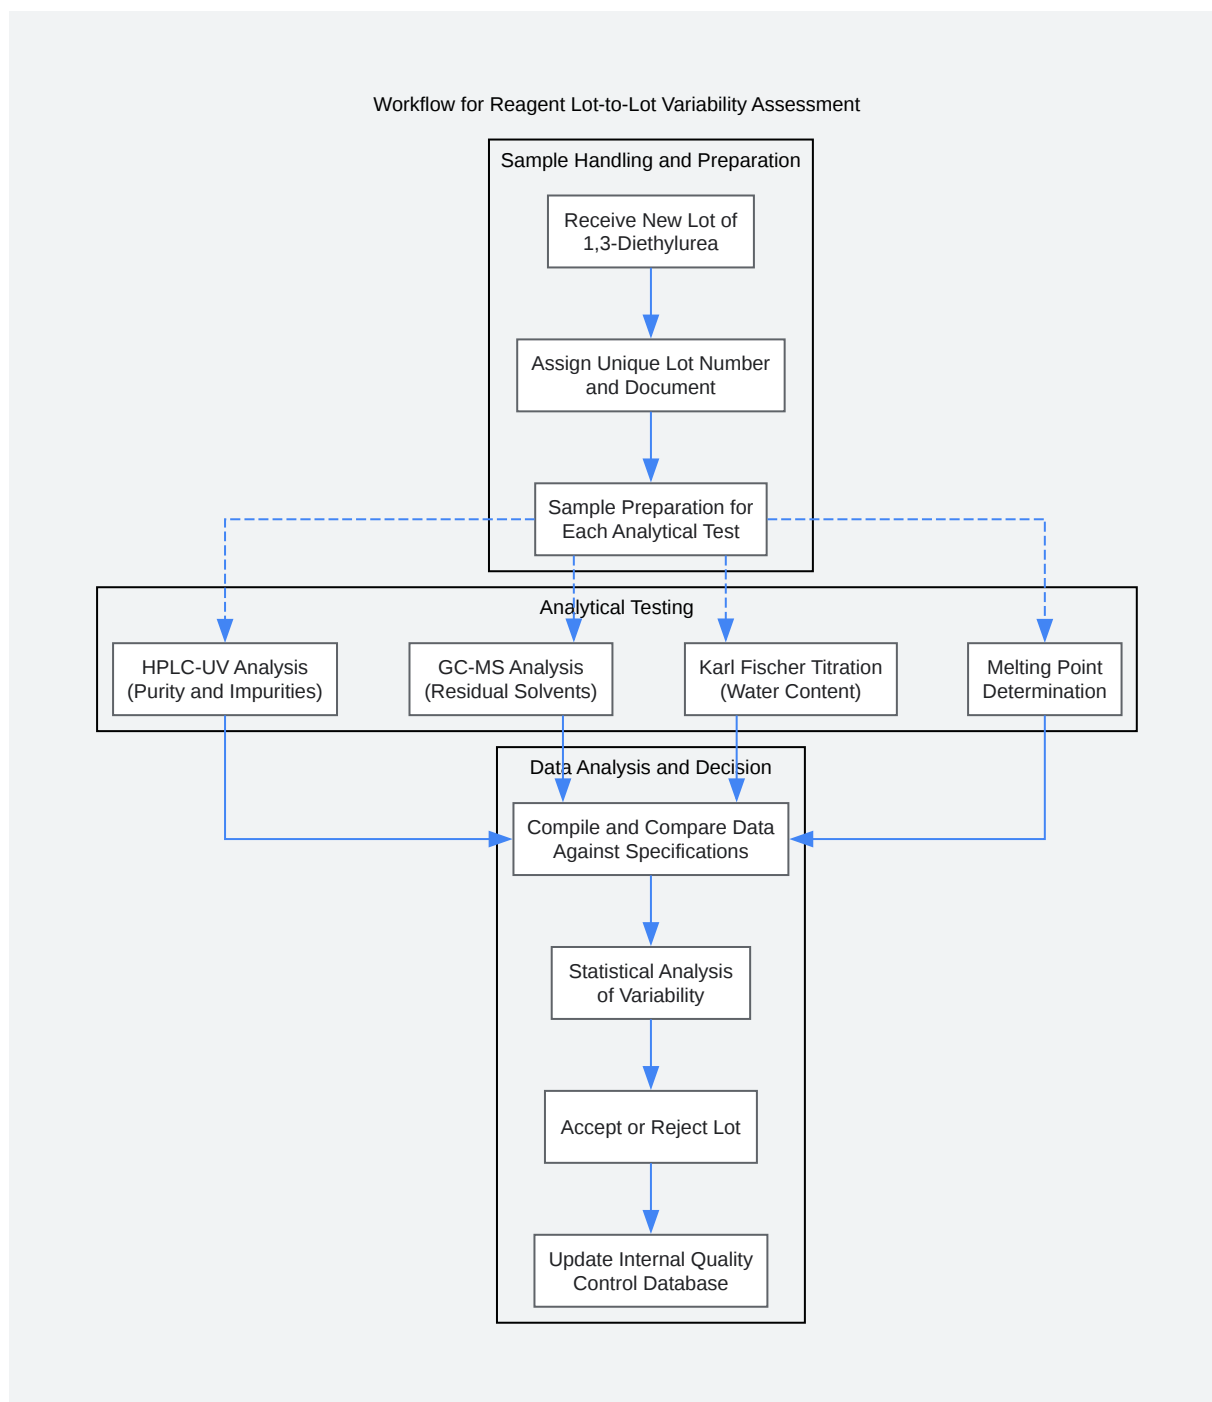 Workflow for Reagent Lot-to-Lot Variability Assessment
Sample Handling and Preparation
Receive New Lot of
1,3-Diethylurea
Assign Unique Lot Number
and Document
Sample Preparation for
Each Analytical Test
Analytical Testing
HPLC-UV Analysis
(Purity and Impurities)
GC-MS Analysis
(Residual Solvents)
Karl Fischer Titration
(Water Content)
Melting Point
Determination
Data Analysis and Decision
Compile and Compare Data
Against Specifications
Statistical Analysis
of Variability
Accept or Reject Lot
Update Internal Quality
Control Database